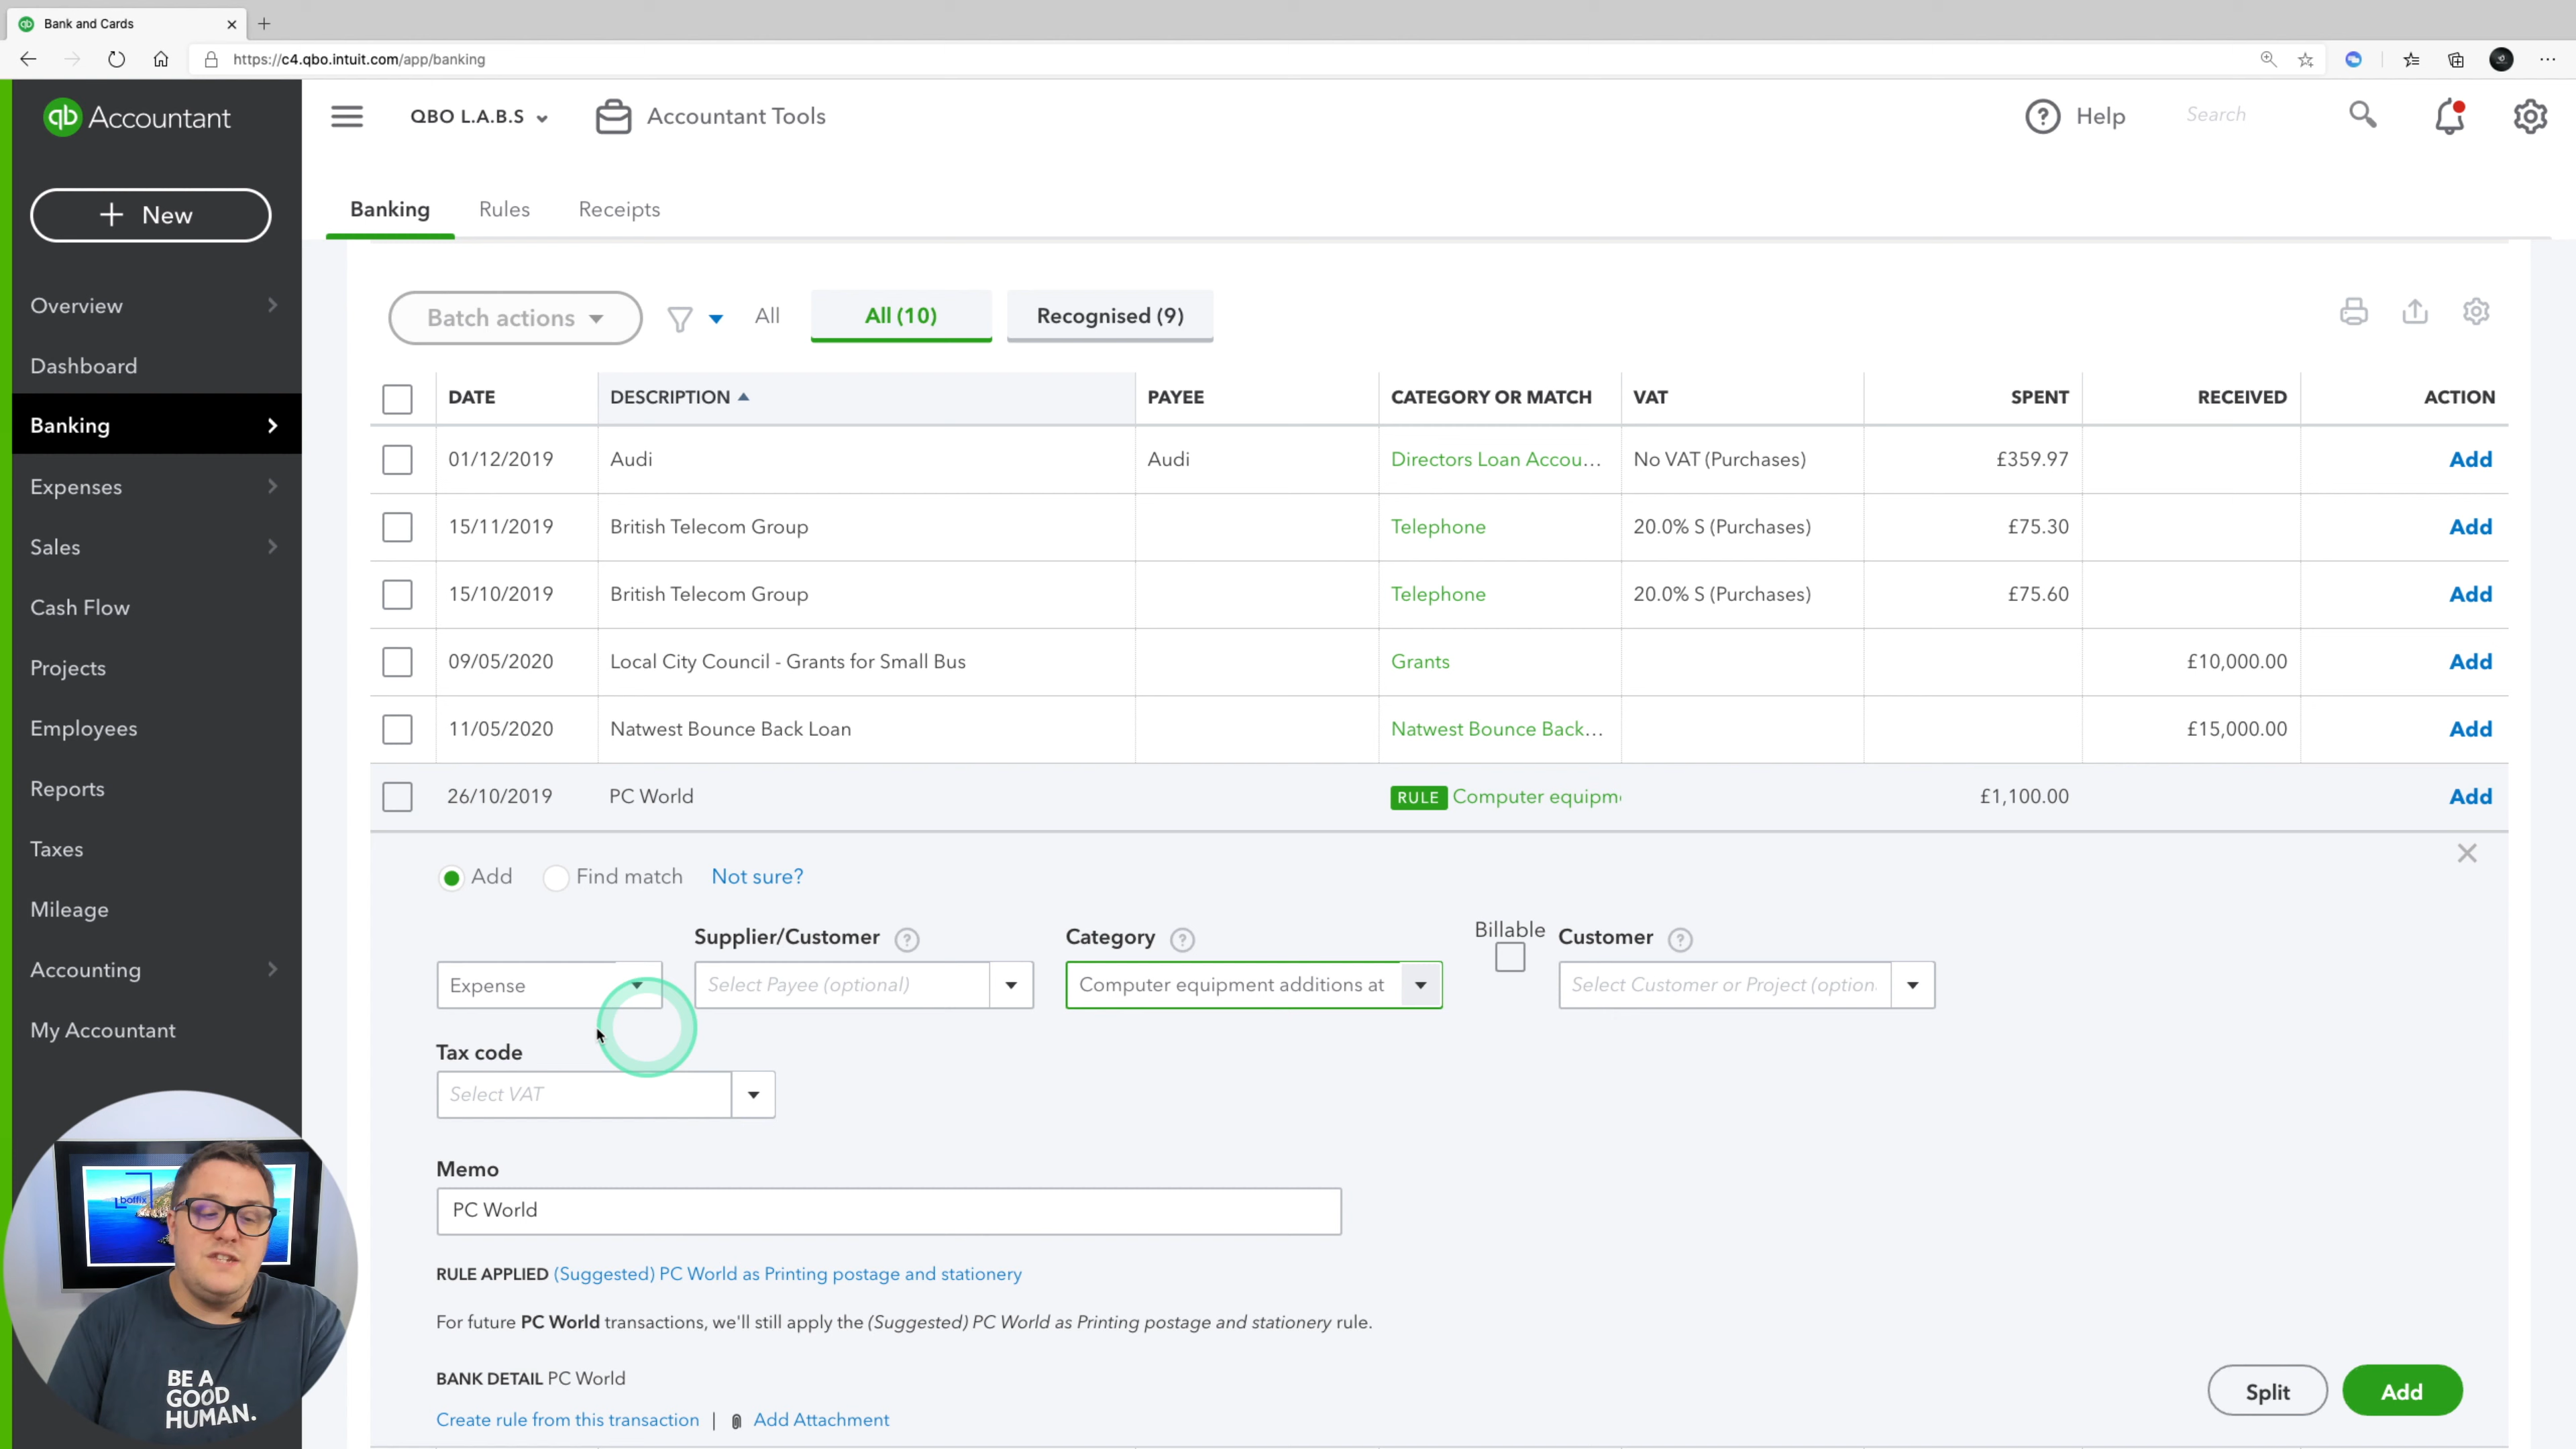 Bank and Cards
https://c4.qbo.intuit.com/app/banking
qb Accountant
QBO L.A.B.S
Accountant Tools
? Help
Search
+ New
Banking Rules Receipts
Overview
Dashboard
Banking
Expenses
Sales
Cash Flow
Projects
Employees
Reports
Taxes
Mileage
Accounting
My Accountant
Batch actions All All (10) Recognised (9)
DATE DESCRIPTION PAYEE CATEGORY OR MATCH VAT SPENT RECEIVED ACTION
01/12/2019 Audi Audi Directors Loan Accou... No VAT (Purchases) £359.97 Add
15/11/2019 British Telecom Group Telephone 20.0% S (Purchases) £75.30 Add
15/10/2019 British Telecom Group Telephone 20.0% S (Purchases) £75.60 Add
09/05/2020 Local City Council - Grants for Small Bus Grants £10,000.00 Add
11/05/2020 Natwest Bounce Back Loan Natwest Bounce Back... £15,000.00 Add
26/10/2019 PC World RULE Computer equipm £1,100.00 Add
Add Find match Not sure?
Supplier/Customer ? Category ? Billable Customer ?
Expense Select Payee (optional) Computer equipment additions at Select Customer or Project (option
Tax code
Select VAT
Memo
PC World
RULE APPLIED (Suggested) PC World as Printing postage and stationery
For future PC World transactions, we'll still apply the (Suggested) PC World as Printing postage and stationery rule.
BANK DETAIL PC World
Create rule from this transaction | Add Attachment
Split Add
boffix
BE A
GOOD
HUMAN.